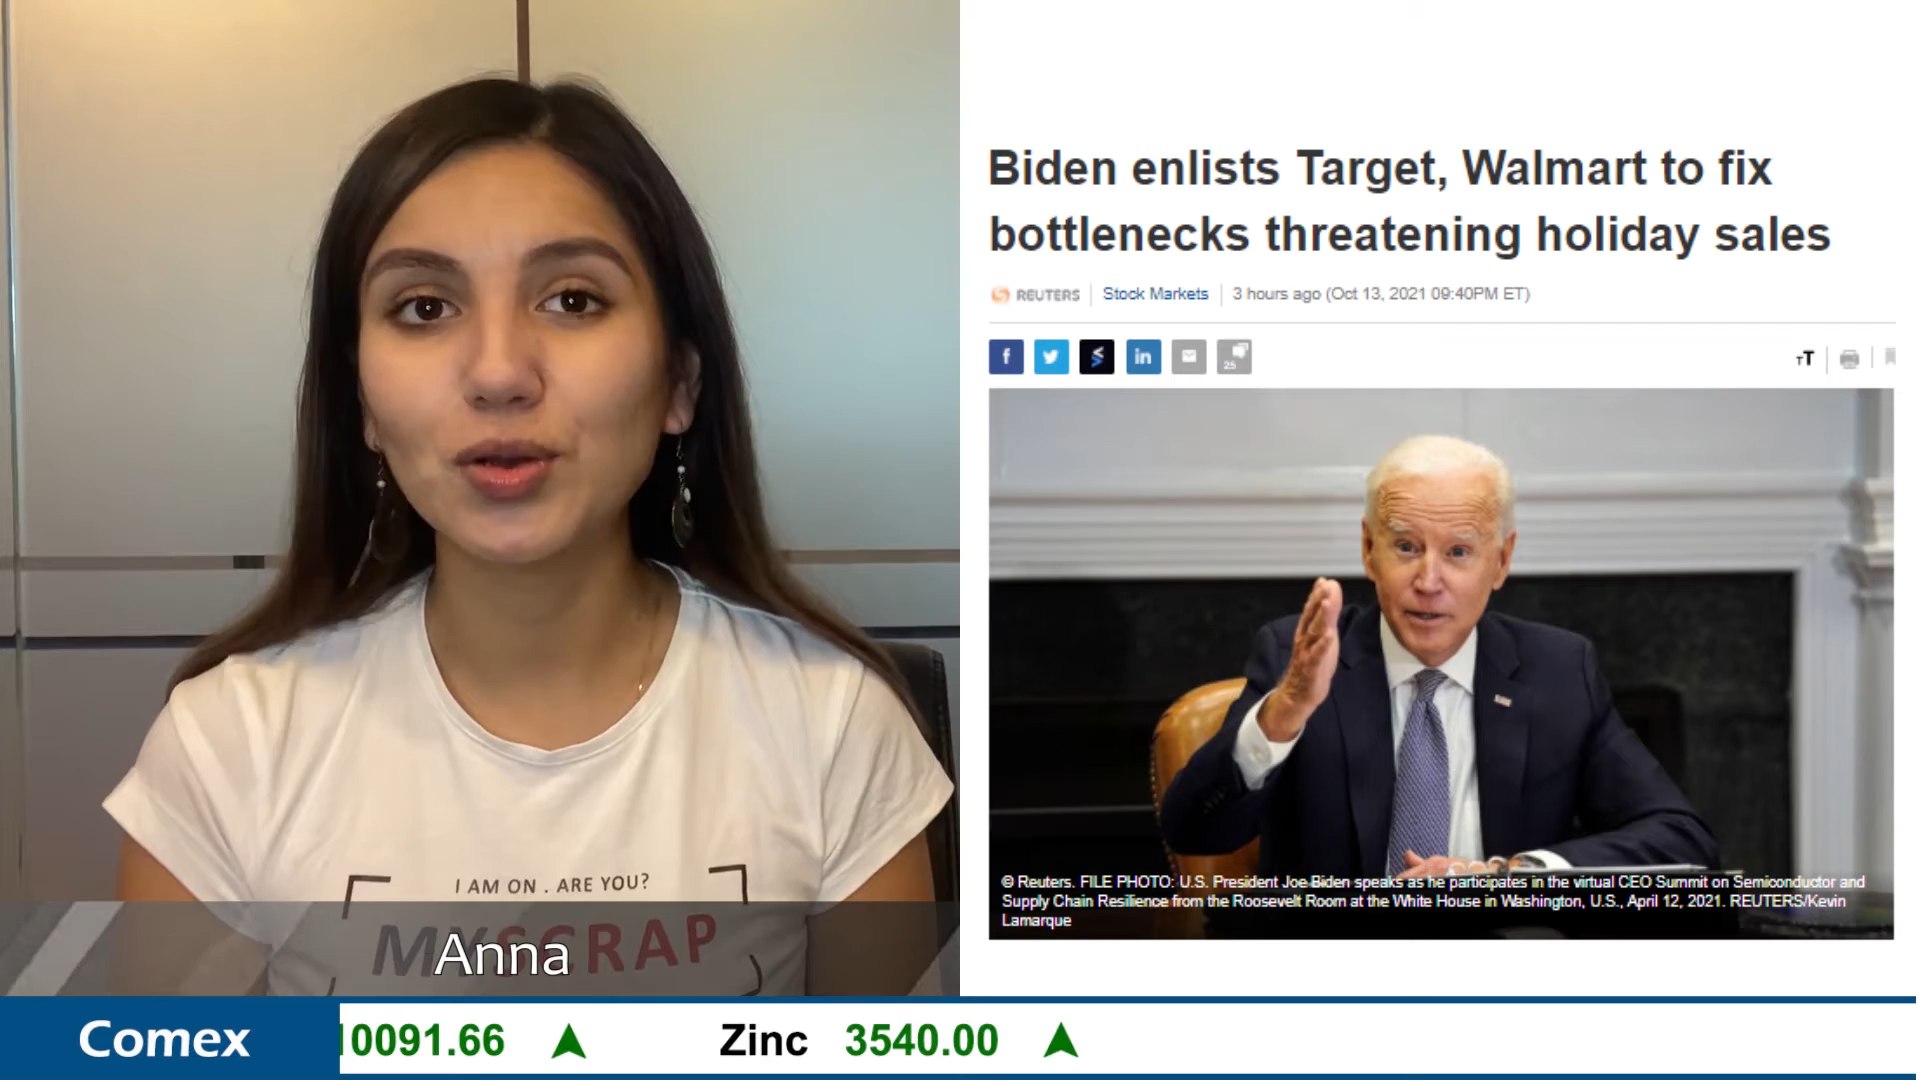 Biden enlists Target, Walmart to fix
bottlenecks threatening holiday sales
REUTERS Stock Markets 3 hours ago (Oct 13, 2021 09:40PM ET)
25
TT
© Reuters. FILE PHOTO: U.S. President Joe Biden speaks as he participates in the virtual CEO Summit on Semiconductor and
Supply Chain Resilience from the Roosevelt Room at the White House in Washington, U.S., April 12, 2021. REUTERS/Kevin
Lamarque
I AM ON . ARE YOU?
MYSCRAP
Anna
Comex 10091.66 Zinc 3540.00